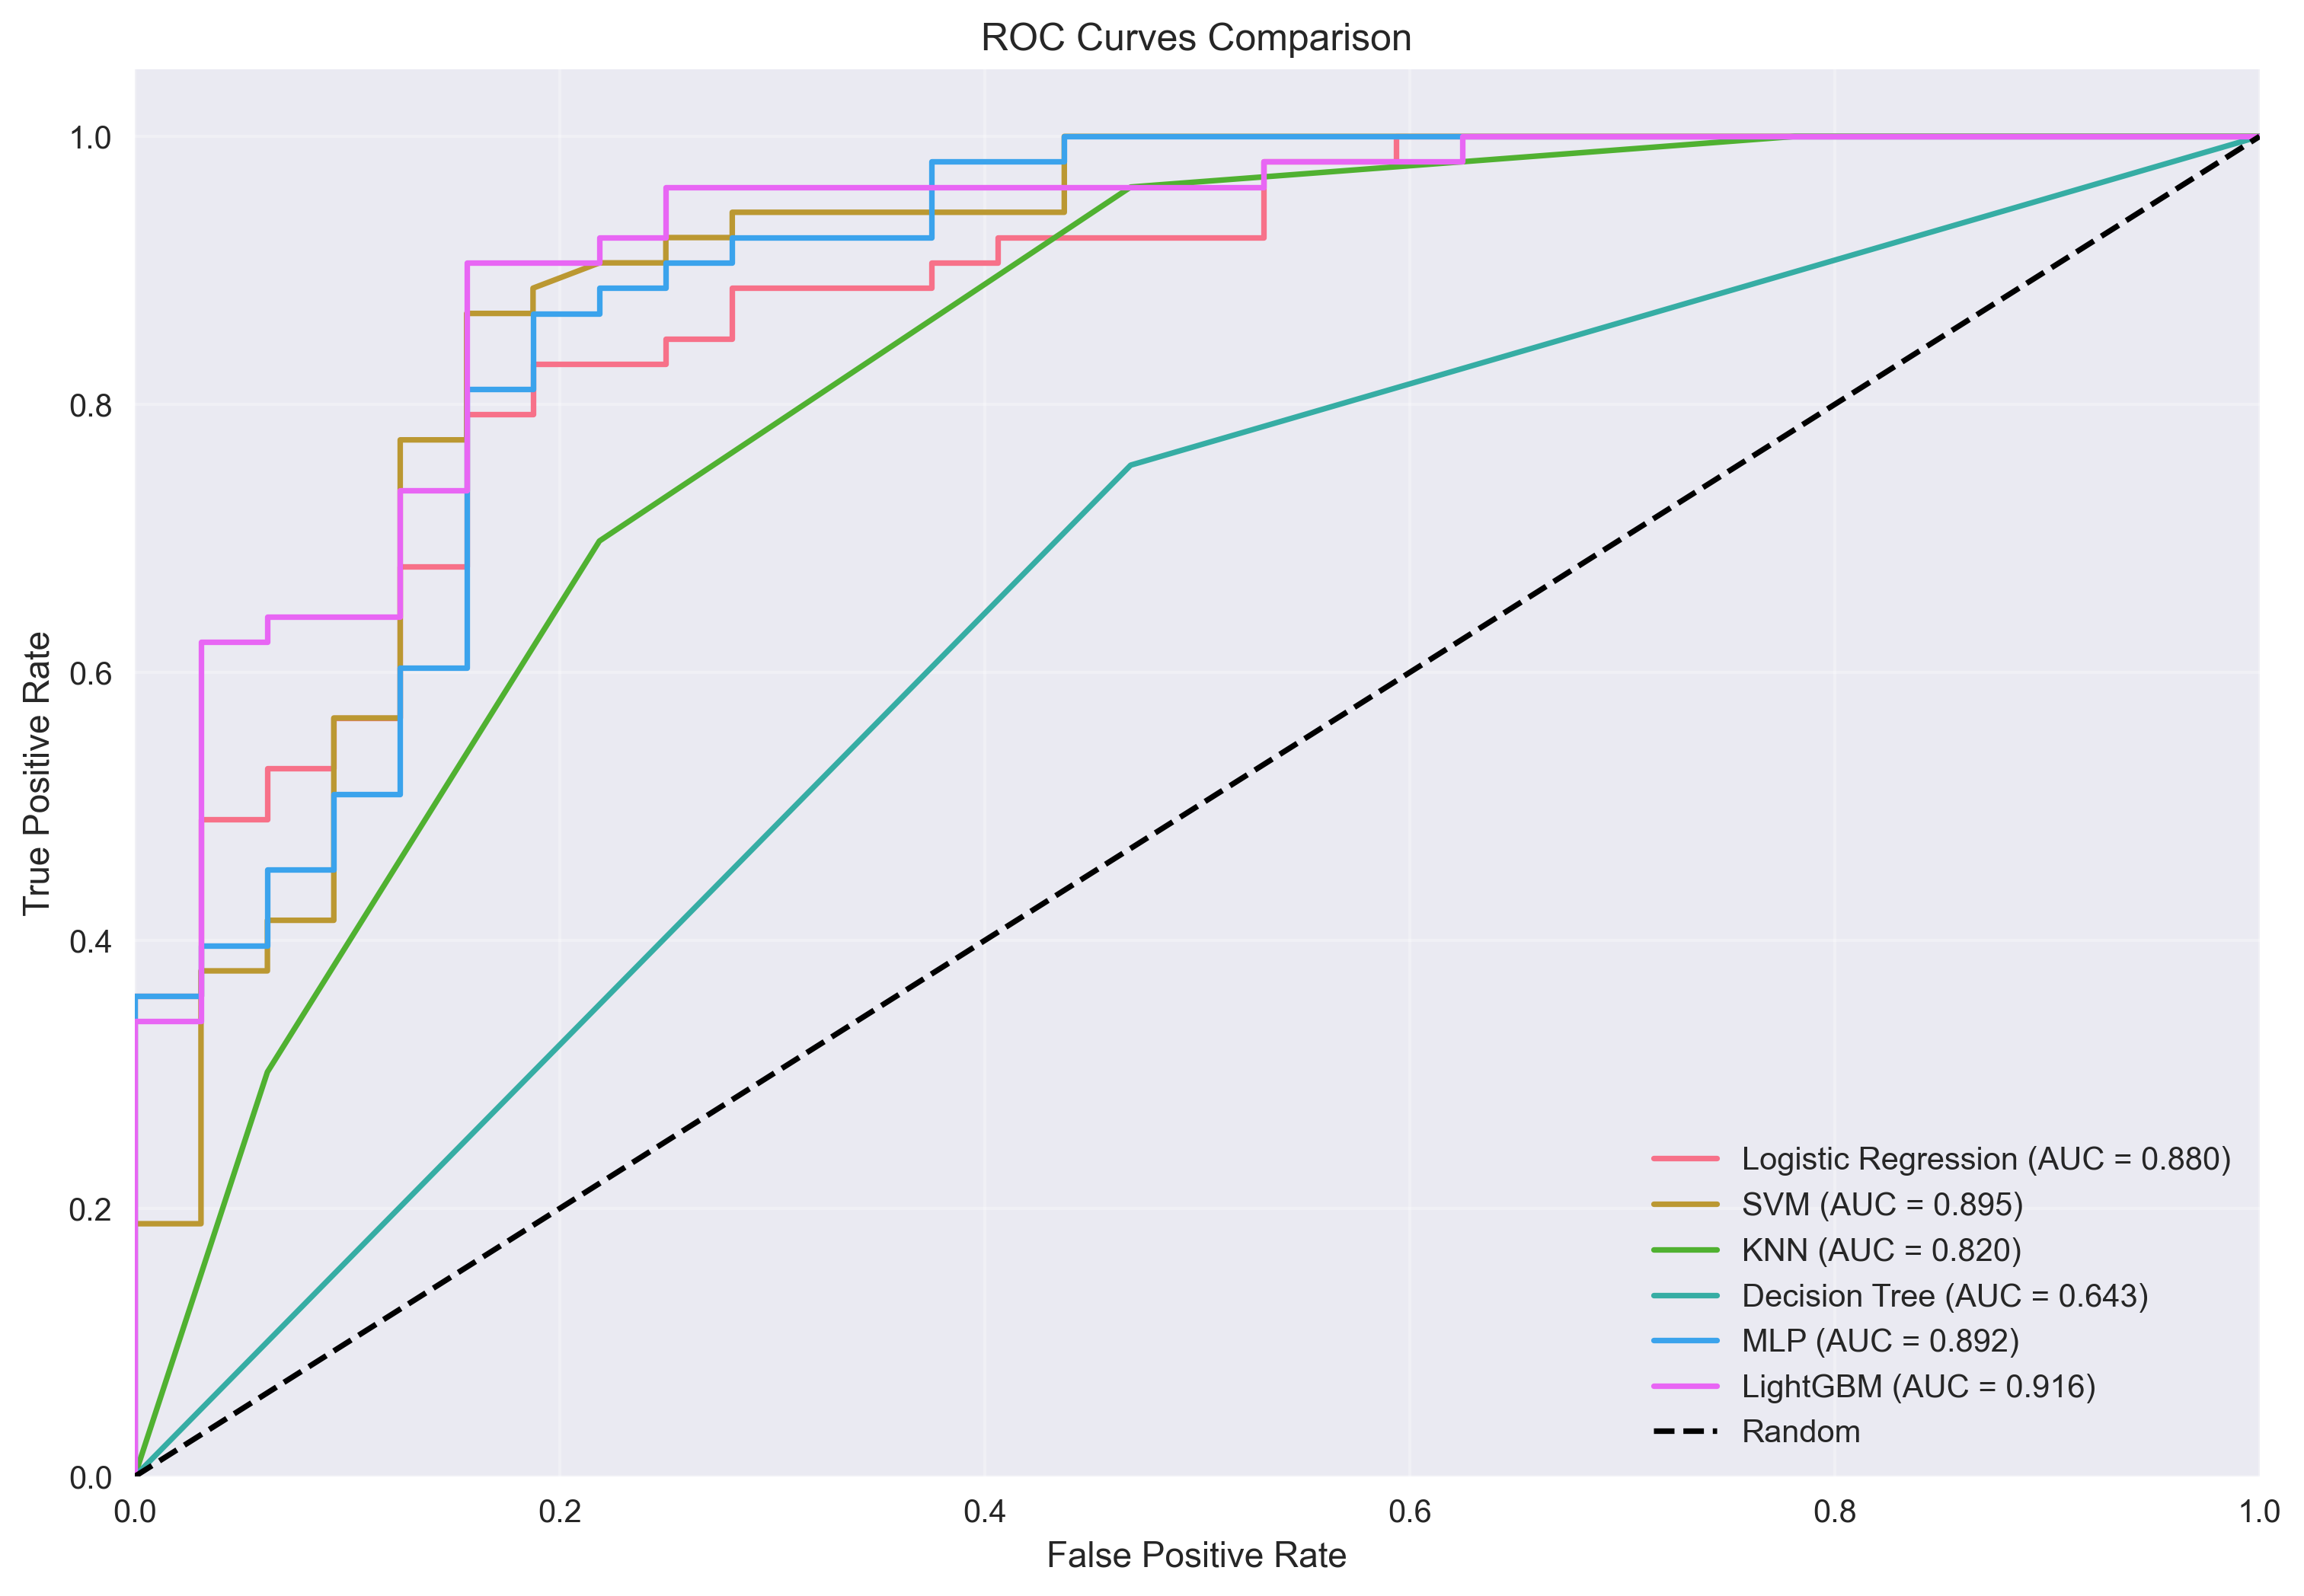 ROC Curves Comparison
1.0
0.8
0.6
0.4
0.2
0.0
True Positive Rate
0.0 0.2 0.4 0.6 0.8 1.0
False Positive Rate
Logistic Regression (AUC = 0.880)
SVM (AUC = 0.895)
KNN (AUC = 0.820)
Decision Tree (AUC = 0.643)
MLP (AUC = 0.892)
LightGBM (AUC = 0.916)
Random